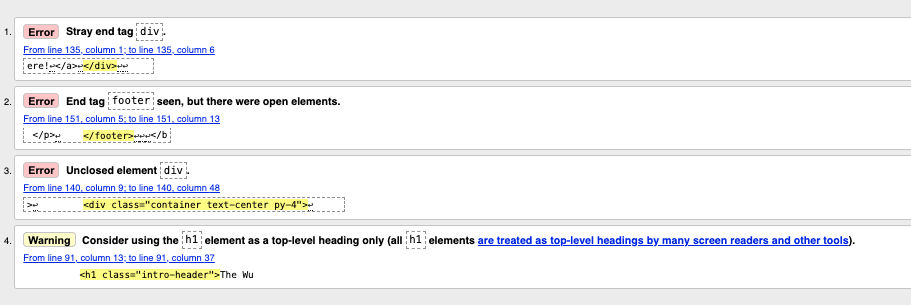 1. Error Stray end tag div.
From line 135, column 1; to line 135, column 6
ere!↩</a>↩</div>↩↩
2. Error End tag footer seen, but there were open elements.
From line 151, column 5; to line 151, column 13
</p>↩ </footer>↩↩↩</b
3. Error Unclosed element div.
From line 140, column 9; to line 140, column 48
>↩ <div class="container text-center py-4">↩
4. Warning Consider using the h1 element as a top-level heading only (all h1 elements are treated as top-level headings by many screen readers and other tools).
From line 91, column 13; to line 91, column 37
<h1 class="intro-header">The Wu